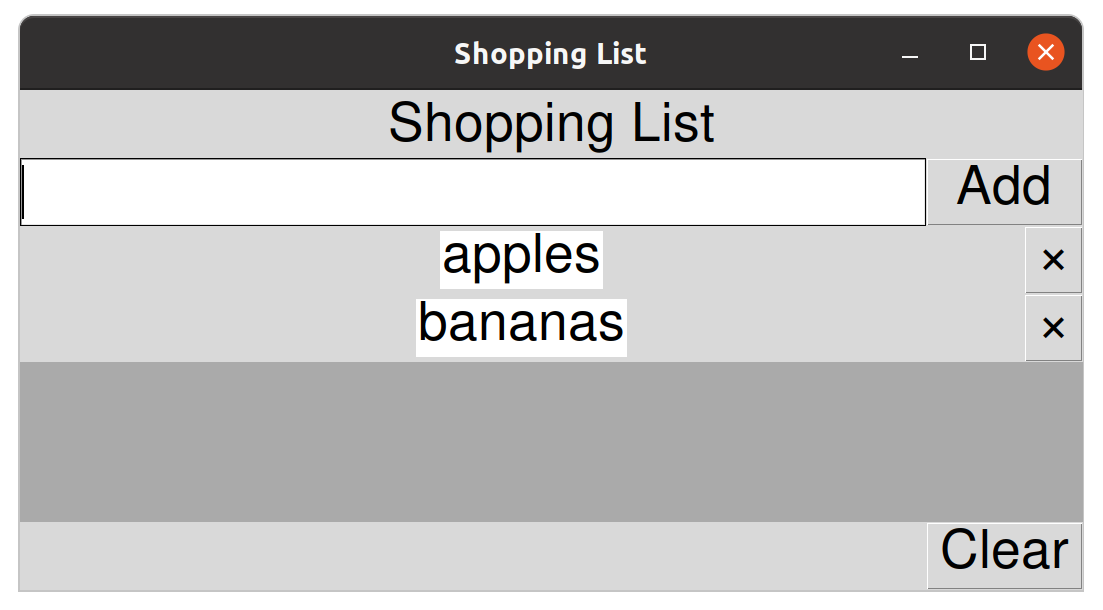 Shopping List
Shopping List
Add
apples ×
bananas ×
Clear